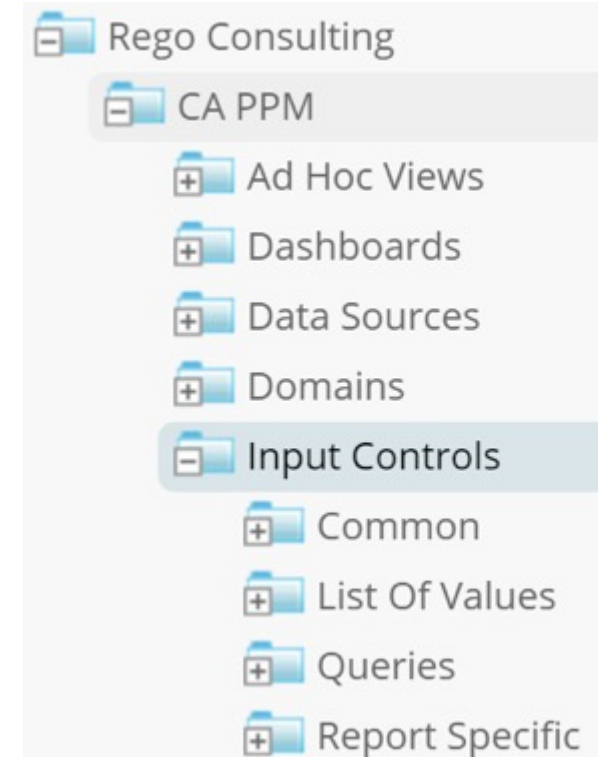 Rego Consulting
CA PPM
Ad Hoc Views
Dashboards
Data Sources
Domains
Input Controls
Common
List Of Values
Queries
Report Specific